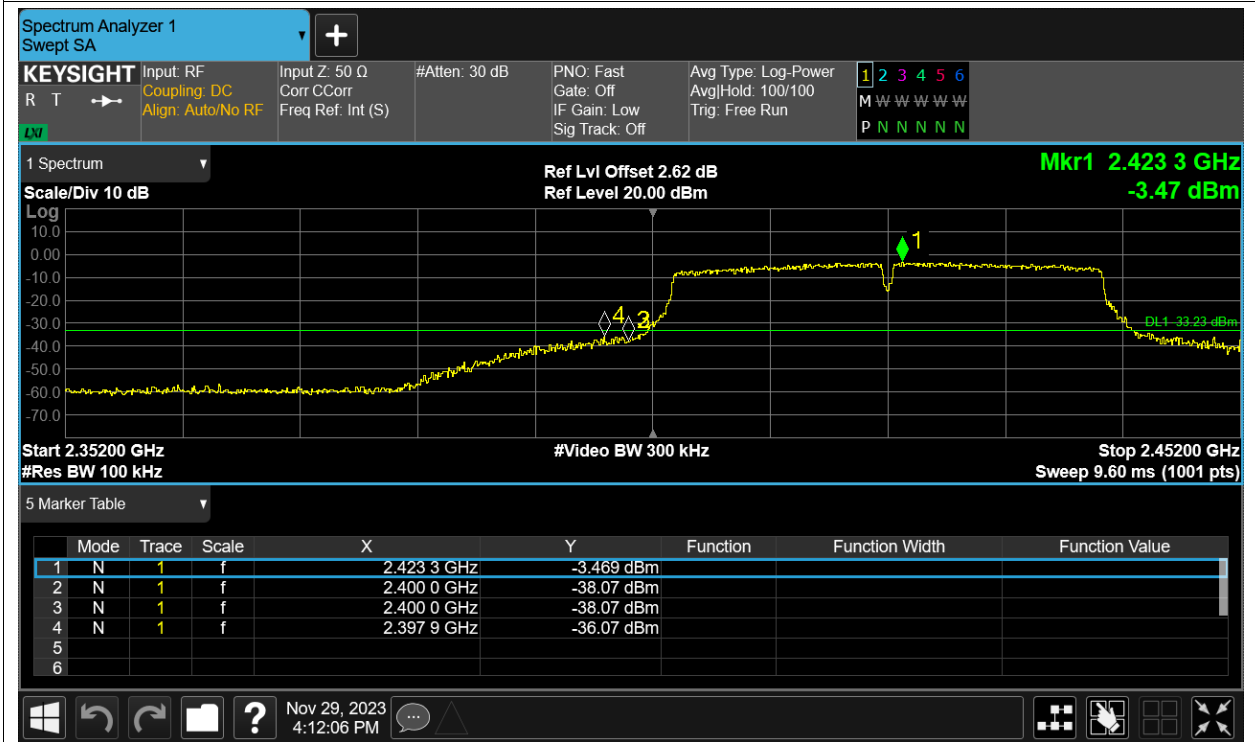 Spectrum Analyzer 1
Swept SA
+
KEYSIGHT
R T
LXI
Input: RF
Coupling: DC
Align: Auto/No RF
Input Z: 50 Ω
Corr CCorr
Freq Ref: Int (S)
#Atten: 30 dB
PNO: Fast
Gate: Off
IF Gain: Low
Sig Track: Off
Avg Type: Log-Power
Avg|Hold: 100/100
Trig: Free Run
1 2 3 4 5 6
M W W W W W
P N N N N N
1 Spectrum
Scale/Div 10 dB
Ref Lvl Offset 2.62 dB
Ref Level 20.00 dBm
Mkr1 2.423 3 GHz
-3.47 dBm
Log
10.0
0.00
-10.0
-20.0
-30.0
-40.0
-50.0
-60.0
-70.0
1
4
DL1 -33.23 dBm
Start 2.35200 GHz
#Video BW 300 kHz
Stop 2.45200 GHz
#Res BW 100 kHz
Sweep 9.60 ms (1001 pts)
5 Marker Table
Mode Trace Scale X Y Function Function Width Function Value
1 N 1 f 2.423 3 GHz -3.469 dBm
2 N 1 f 2.400 0 GHz -38.07 dBm
3 N 1 f 2.400 0 GHz -38.07 dBm
4 N 1 f 2.397 9 GHz -36.07 dBm
5
6
?
Nov 29, 2023
4:12:06 PM